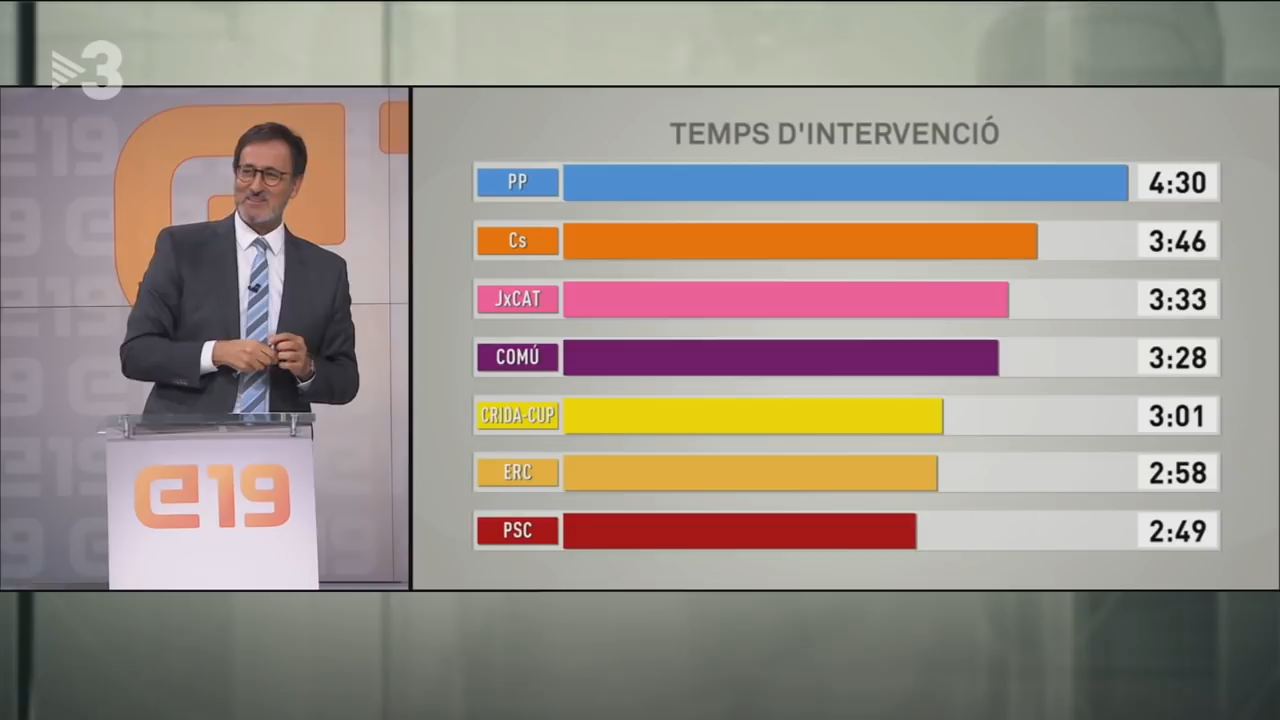 3
e19
TEMPS D'INTERVENCIÓ
PP 4:30
Cs 3:46
JxCAT 3:33
COMÚ 3:28
CRIDA-CUP 3:01
ERC 2:58
PSC 2:49
e19